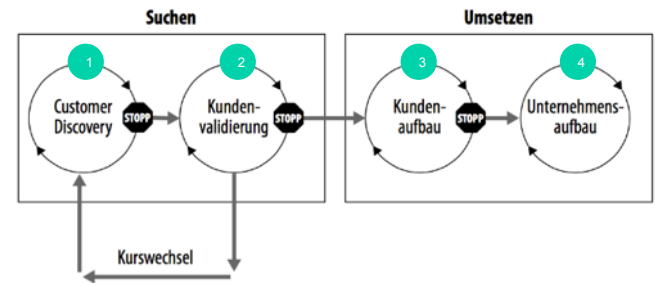 Suchen
Umsetzen
1
2
3
4
Customer
Discovery
STOPP
Kunden-
validierung
STOPP
Kunden-
aufbau
STOPP
Unternehmens-
aufbau
Kurswechsel